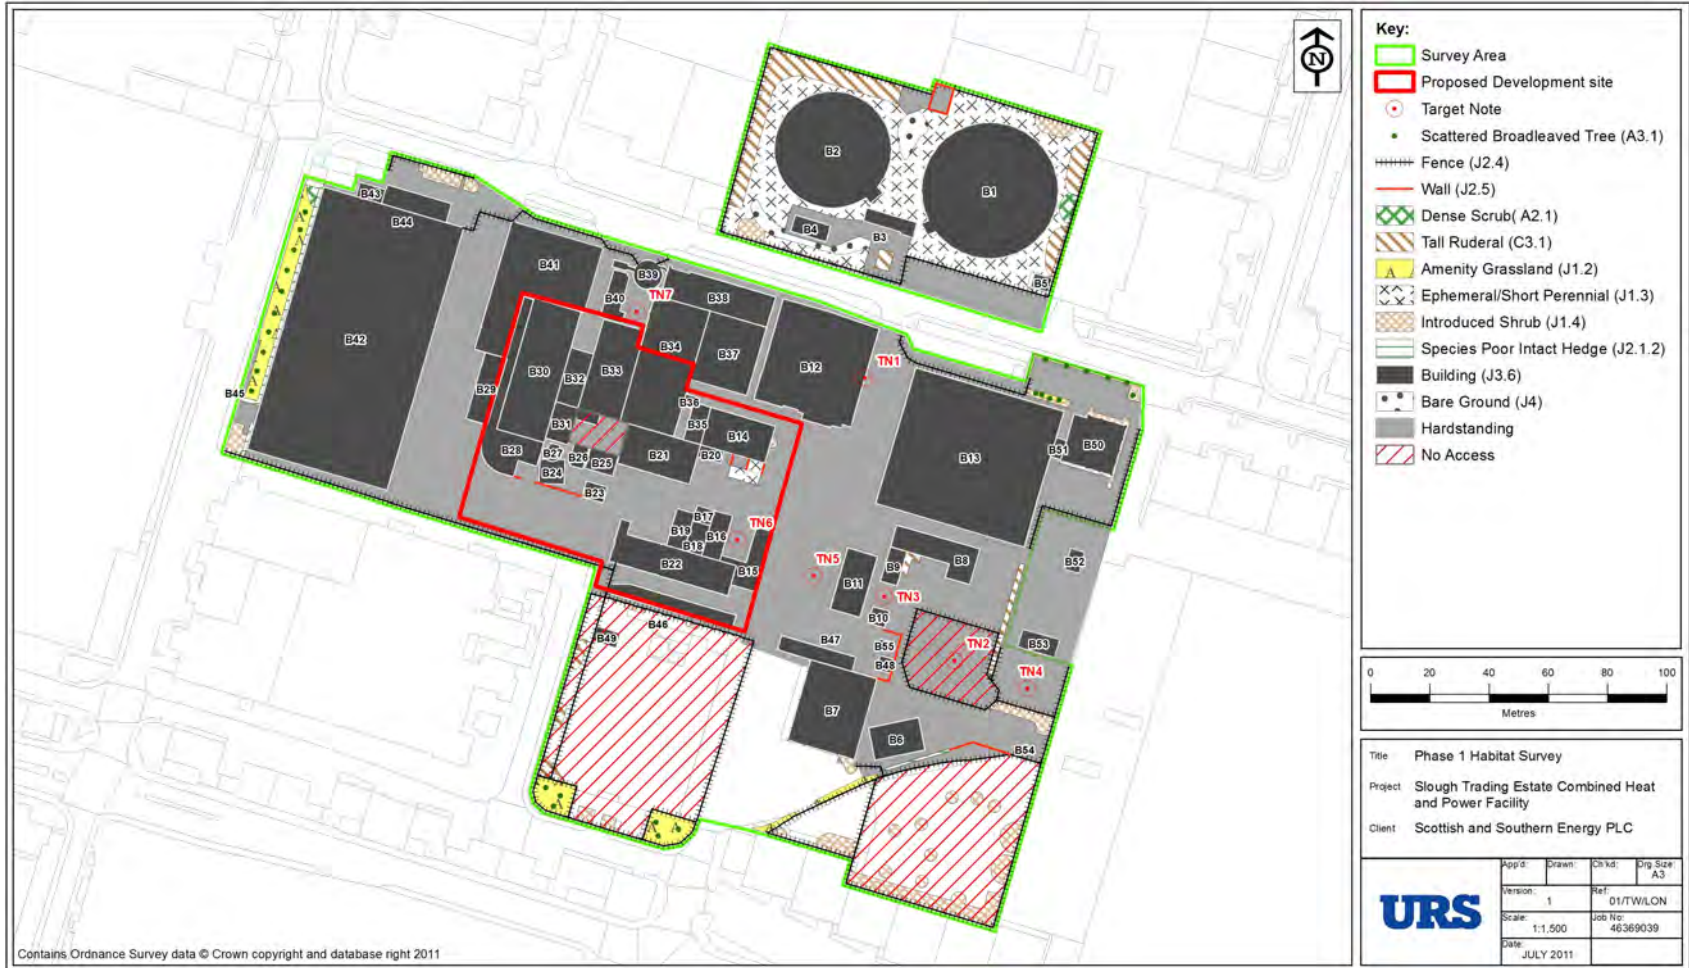 N
B2
B1
B4
B3
B5
B43
B44
B41
B39
B40
TN7
B38
B42
B34
B37
B12
TN1
B30
B32
B33
B29
B45
B36
B35
B14
B31
B28
B27
B26
B25
B24
B21
B20
B23
B13
B51
B50
B17
B19
B16
B18
TN6
B22
B15
TN5
B11
B9
B8
B52
TN3
B10
B46
B49
B47
B55
B48
TN2
B53
TN4
B7
B6
B54
A
A
Contains Ordnance Survey data © Crown copyright and database right 2011
Key:
Survey Area
Proposed Development site
Target Note
Scattered Broadleaved Tree (A3.1)
Fence (J2.4)
Wall (J2.5)
Dense Scrub( A2.1)
Tall Ruderal (C3.1)
A Amenity Grassland (J1.2)
Ephemeral/Short Perennial (J1.3)
Introduced Shrub (J1.4)
Species Poor Intact Hedge (J2.1.2)
Building (J3.6)
Bare Ground (J4)
Hardstanding
No Access
0 20 40 60 80 100
Metres
Title Phase 1 Habitat Survey
Project Slough Trading Estate Combined Heat
and Power Facility
Client Scottish and Southern Energy PLC
URS
App'd: Drawn: Ch'kd: Drg.Size:
A3
Version: Ref:
1 01/TW/LON
Scale: Job No:
1:1,500 46369039
Date:
JULY 2011